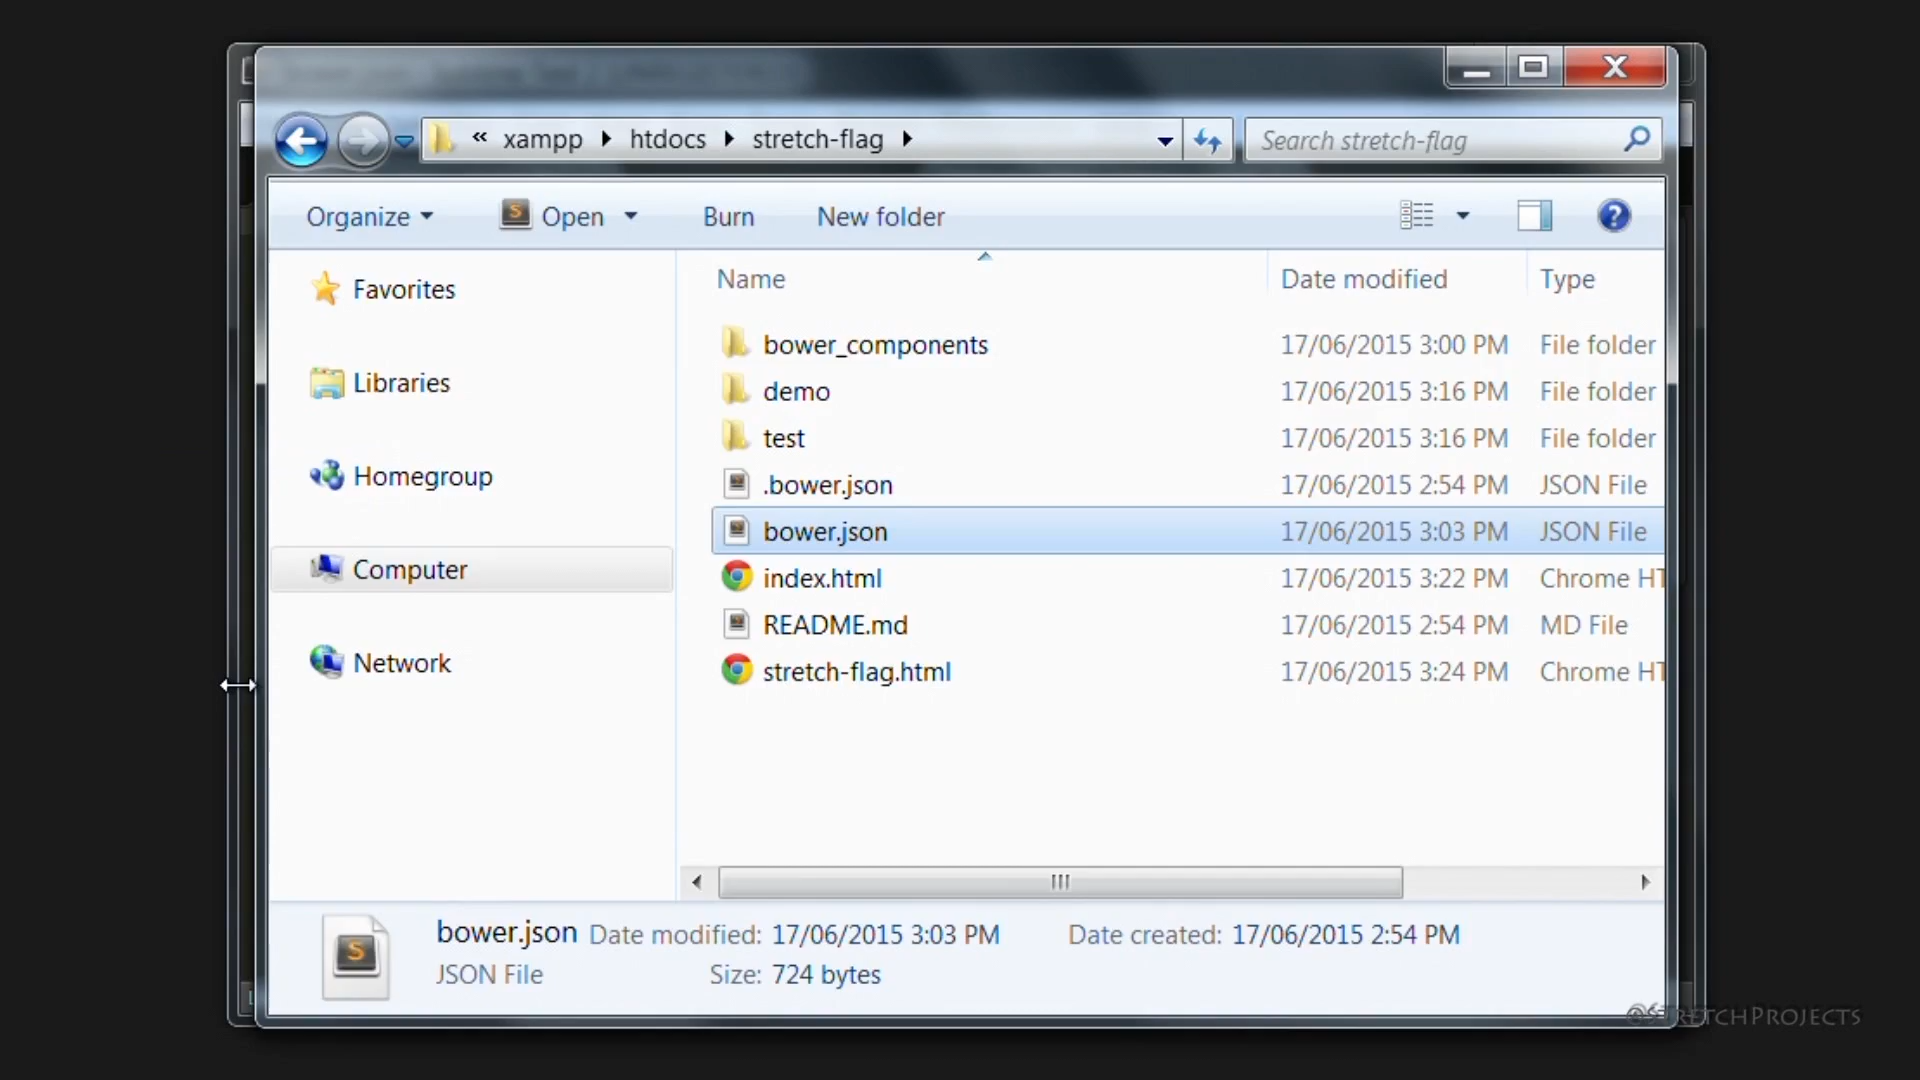 « xampp htdocs stretch-flag
Search stretch-flag
Organize Open Burn New folder
Name Date modified Type
Favorites
Libraries
Homegroup
Computer
Network
bower_components 17/06/2015 3:00 PM File folder
demo 17/06/2015 3:16 PM File folder
test 17/06/2015 3:16 PM File folder
.bower.json 17/06/2015 2:54 PM JSON File
bower.json 17/06/2015 3:03 PM JSON File
index.html 17/06/2015 3:22 PM Chrome HT
README.md 17/06/2015 2:54 PM MD File
stretch-flag.html 17/06/2015 3:24 PM Chrome HT
bower.json Date modified: 17/06/2015 3:03 PM Date created: 17/06/2015 2:54 PM
JSON File Size: 724 bytes
@StretchProjects